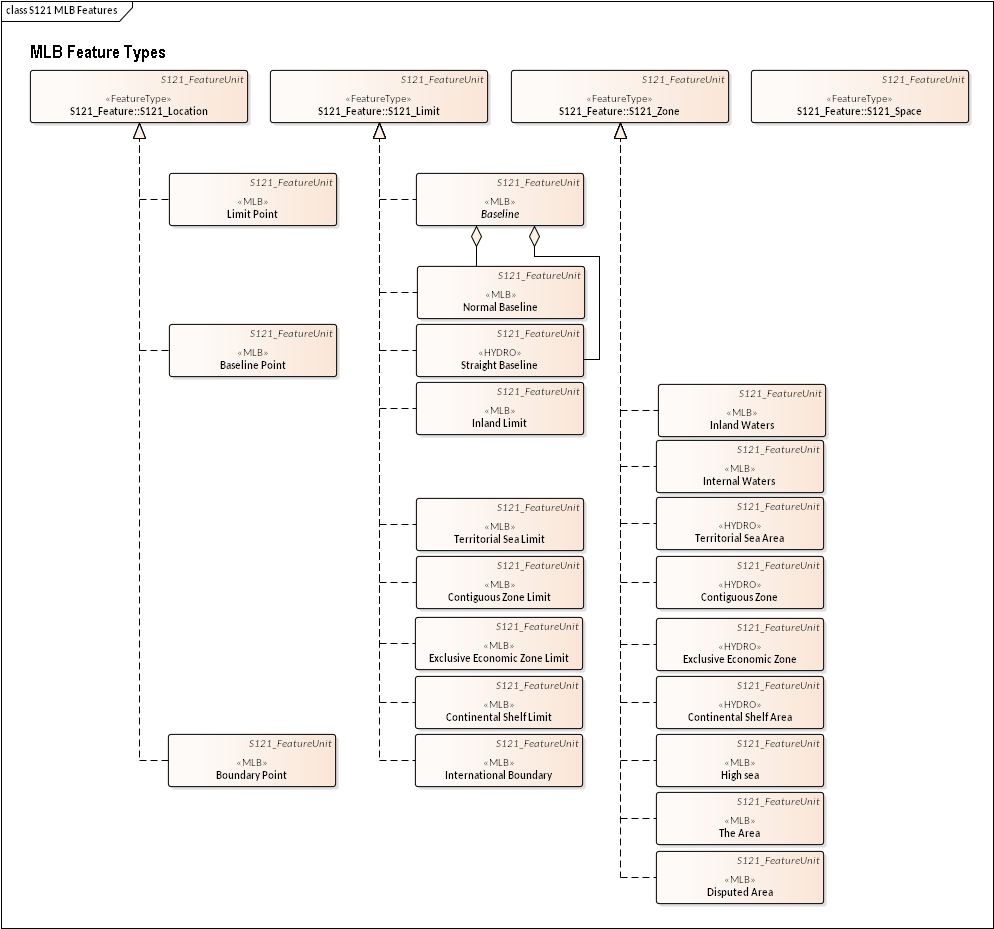 class S121 MLB Features
MLB Feature Types
S121_FeatureUnit
«FeatureType»
S121_Feature::S121_Location
S121_FeatureUnit
«FeatureType»
S121_Feature::S121_Limit
S121_FeatureUnit
«FeatureType»
S121_Feature::S121_Zone
S121_FeatureUnit
«FeatureType»
S121_Feature::S121_Space
S121_FeatureUnit
«MLB»
Limit Point
S121_FeatureUnit
«MLB»
Baseline Point
S121_FeatureUnit
«MLB»
Boundary Point
S121_FeatureUnit
«MLB»
Baseline
S121_FeatureUnit
«MLB»
Normal Baseline
S121_FeatureUnit
«HYDRO»
Straight Baseline
S121_FeatureUnit
«MLB»
Inland Limit
S121_FeatureUnit
«MLB»
Territorial Sea Limit
S121_FeatureUnit
«MLB»
Contiguous Zone Limit
S121_FeatureUnit
«MLB»
Exclusive Economic Zone Limit
S121_FeatureUnit
«MLB»
Continental Shelf Limit
S121_FeatureUnit
«MLB»
International Boundary
S121_FeatureUnit
«MLB»
Inland Waters
S121_FeatureUnit
«MLB»
Internal Waters
S121_FeatureUnit
«HYDRO»
Territorial Sea Area
S121_FeatureUnit
«HYDRO»
Contiguous Zone
S121_FeatureUnit
«HYDRO»
Exclusive Economic Zone
S121_FeatureUnit
«HYDRO»
Continental Shelf Area
S121_FeatureUnit
«MLB»
High sea
S121_FeatureUnit
«MLB»
The Area
S121_FeatureUnit
«MLB»
Disputed Area